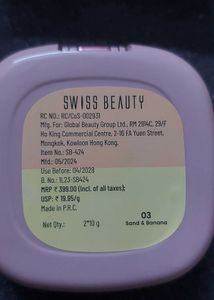 SWISS BEAUTY
RC NO.: RC/CoS-002931
Mfg. For: Global Beauty Group Ltd., RM 2914C, 29/F
Ho King Commercial Centre, 2-16 FA Yuen Street,
Mongkok, Kowloon Hong Kong.
Item No.: SB-424
Mfd.: 05/2024
Use Before: 04/2028
B. No.: 1L23-SB424
MRP ₹ 399.00 (Incl. of all taxes);
USP: ₹ 19.95/g
Made in P.R.C.
Net Qty.: 2*10 g
03
Sand & Banana